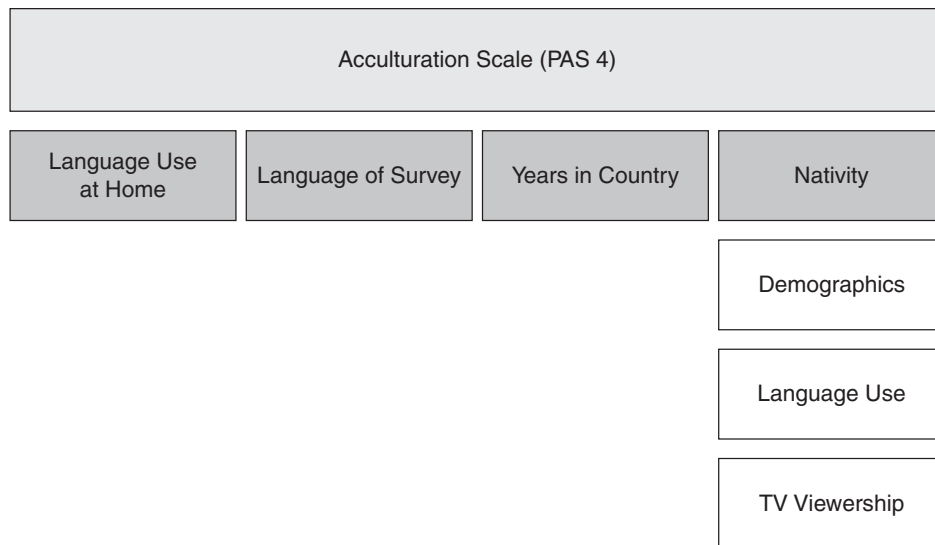 Acculturation Scale (PAS 4)
Language Use
at Home
Language of Survey
Years in Country
Nativity
Demographics
Language Use
TV Viewership